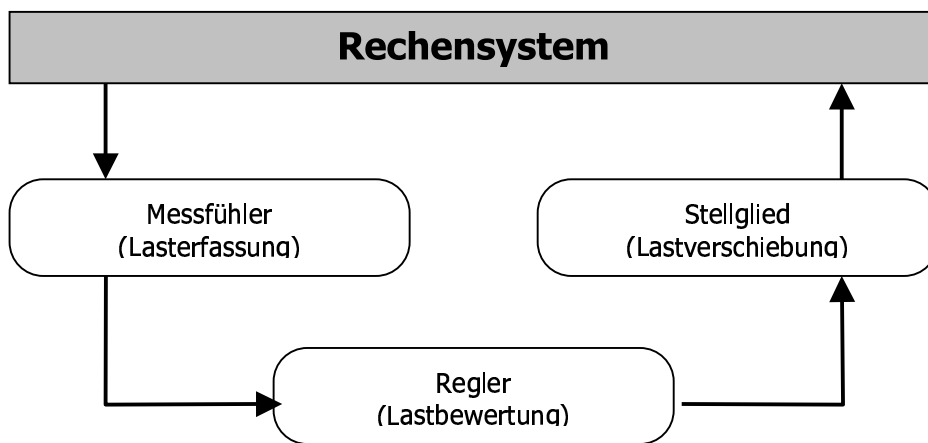 Rechensystem
Messfühler
(Lasterfassung)
Stellglied
(Lastverschiebung)
Regler
(Lastbewertung)